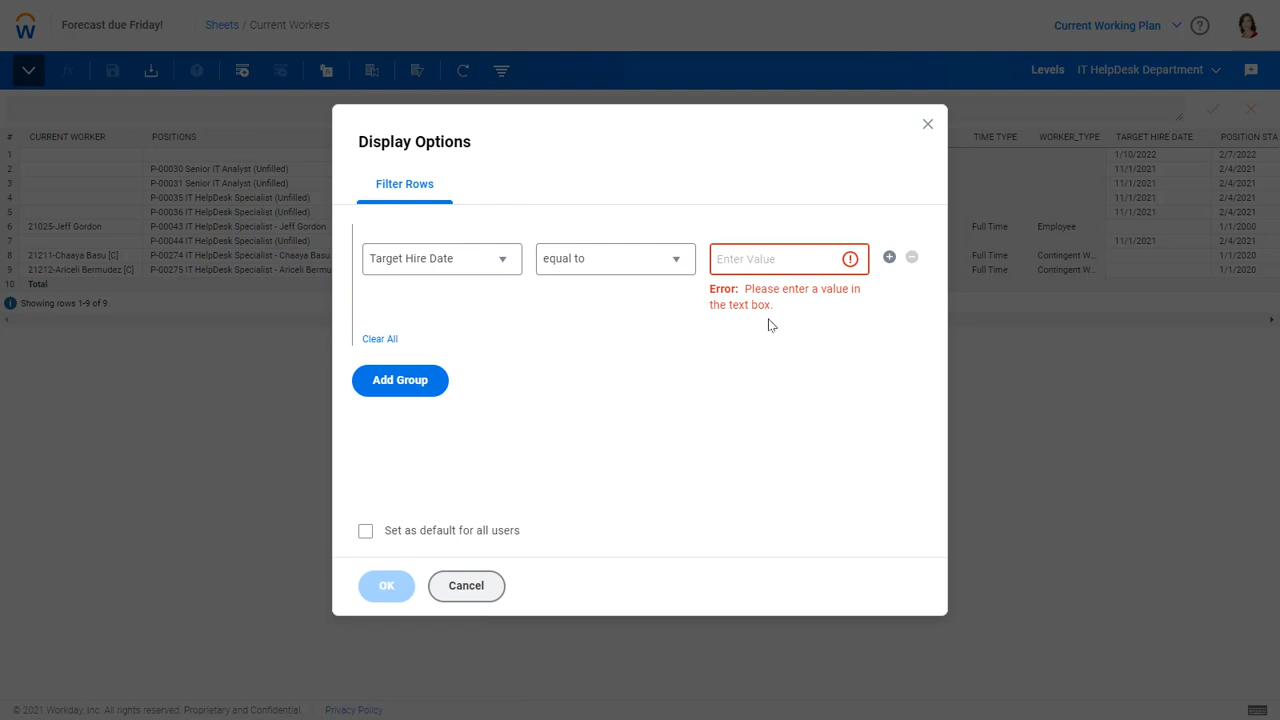 Forecast due Friday!
Sheets / Current Workers
Current Working Plan
Levels IT HelpDesk Department
# CURRENT WORKER POSITIONS TIME TYPE WORKER_TYPE TARGET HIRE DATE POSITION STA
1 1/10/2022 2/7/2022
2 P-00030 Senior IT Analyst (Unfilled) 11/1/2021 2/4/2021
3 P-00031 Senior IT Analyst (Unfilled) 11/1/2021 2/4/2021
4 P-00035 IT HelpDesk Specialist (Unfilled) 11/1/2021 2/4/2021
5 P-00036 IT HelpDesk Specialist (Unfilled) 11/1/2021 2/4/2021
6 21025-Jeff Gordon P-00043 IT HelpDesk Specialist - Jeff Gordon Full Time Employee 1/1/2000
7 P-00044 IT HelpDesk Specialist (Unfilled) 11/1/2021 2/4/2021
8 21211-Chaaya Basu [C] P-00274 IT HelpDesk Specialist - Chaaya Basu Full Time Contingent W... 1/1/2020
9 21212-Ariceli Bermudez [C] P-00275 IT HelpDesk Specialist - Ariceli Bermude Full Time Contingent W... 1/1/2020
10 Total
Showing rows 1-9 of 9.
Display Options
Filter Rows
Target Hire Date
equal to
Enter Value
Error: Please enter a value in
the text box.
Clear All
Add Group
Set as default for all users
OK
Cancel
© 2021 Workday, Inc. All rights reserved. Proprietary and Confidential. Privacy Policy